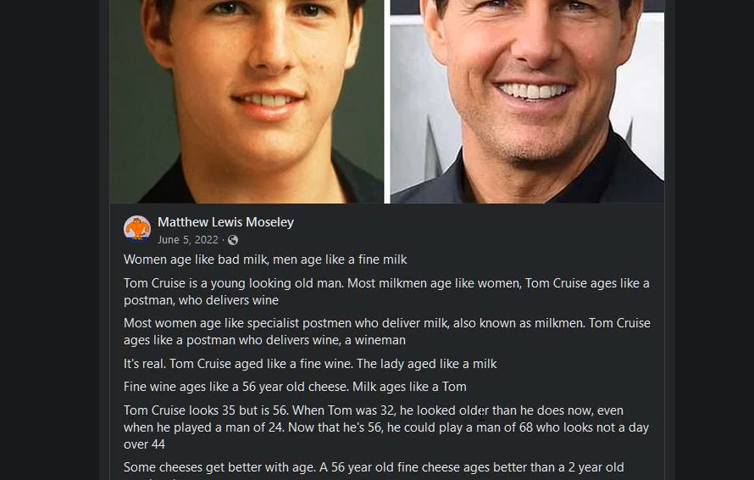 Matthew Lewis Moseley
June 5, 2022 ·
Women age like bad milk, men age like a fine milk
Tom Cruise is a young looking old man. Most milkmen age like women, Tom Cruise ages like a
postman, who delivers wine
Most women age like specialist postmen who deliver milk, also known as milkmen. Tom Cruise
ages like a postman who delivers wine, a wineman
It's real. Tom Cruise aged like a fine wine. The lady aged like a milk
Fine wine ages like a 56 year old cheese. Milk ages like a Tom
Tom Cruise looks 35 but is 56. When Tom was 32, he looked older than he does now, even
when he played a man of 24. Now that he's 56, he could play a man of 68 who looks not a day
over 44
Some cheeses get better with age. A 56 year old fine cheese ages better than a 2 year old